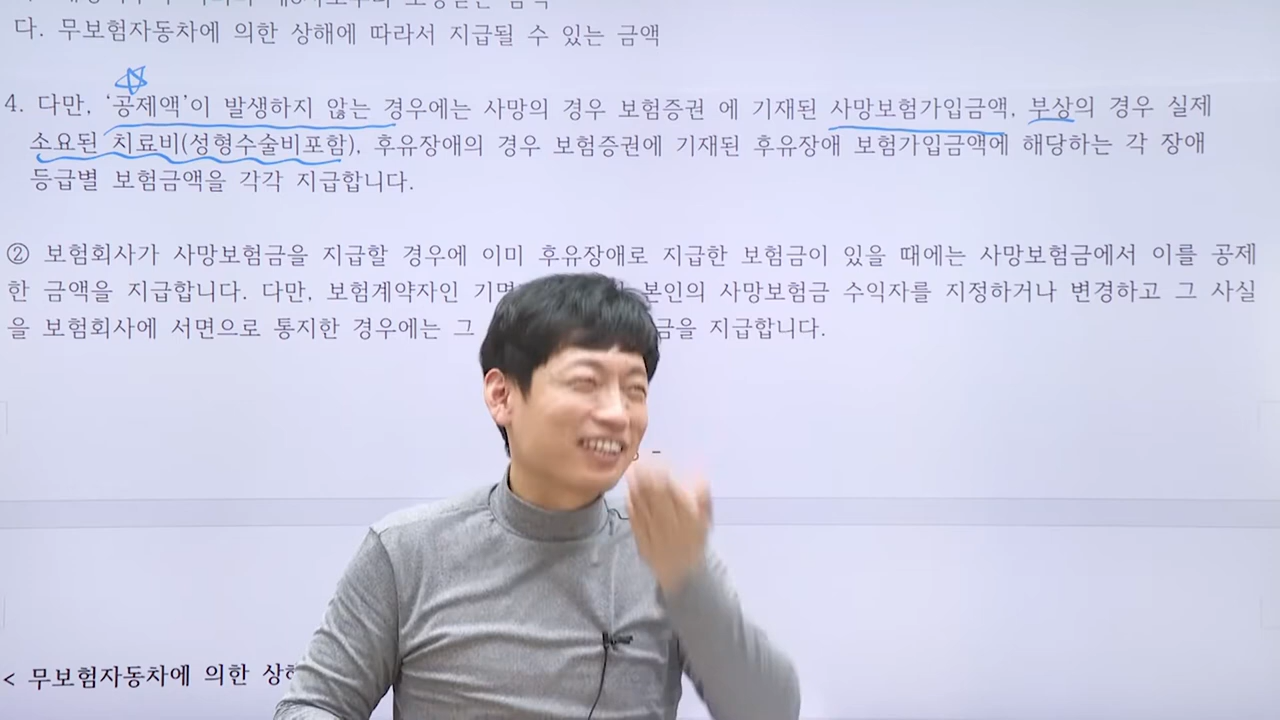 다. 무보험자동차에 의한 상해에 따라서 지급될 수 있는 금액
4. 다만, ‘공제액’이 발생하지 않는 경우에는 사망의 경우 보험증권 에 기재된 사망보험가입금액, 부상의 경우 실제
소요된 치료비(성형수술비포함), 후유장애의 경우 보험증권에 기재된 후유장애 보험가입금액에 해당하는 각 장애
등급별 보험금액을 각각 지급합니다.
② 보험회사가 사망보험금을 지급할 경우에 이미 후유장애로 지급한 보험금이 있을 때에는 사망보험금에서 이를 공제
한 금액을 지급합니다. 다만, 보험계약자인 본인의 사망보험금 수익자를 지정하거나 변경하고 그 사실
을 보험회사에 서면으로 통지한 경우에는 그 지급합니다.
< 무보험자동차에 의한